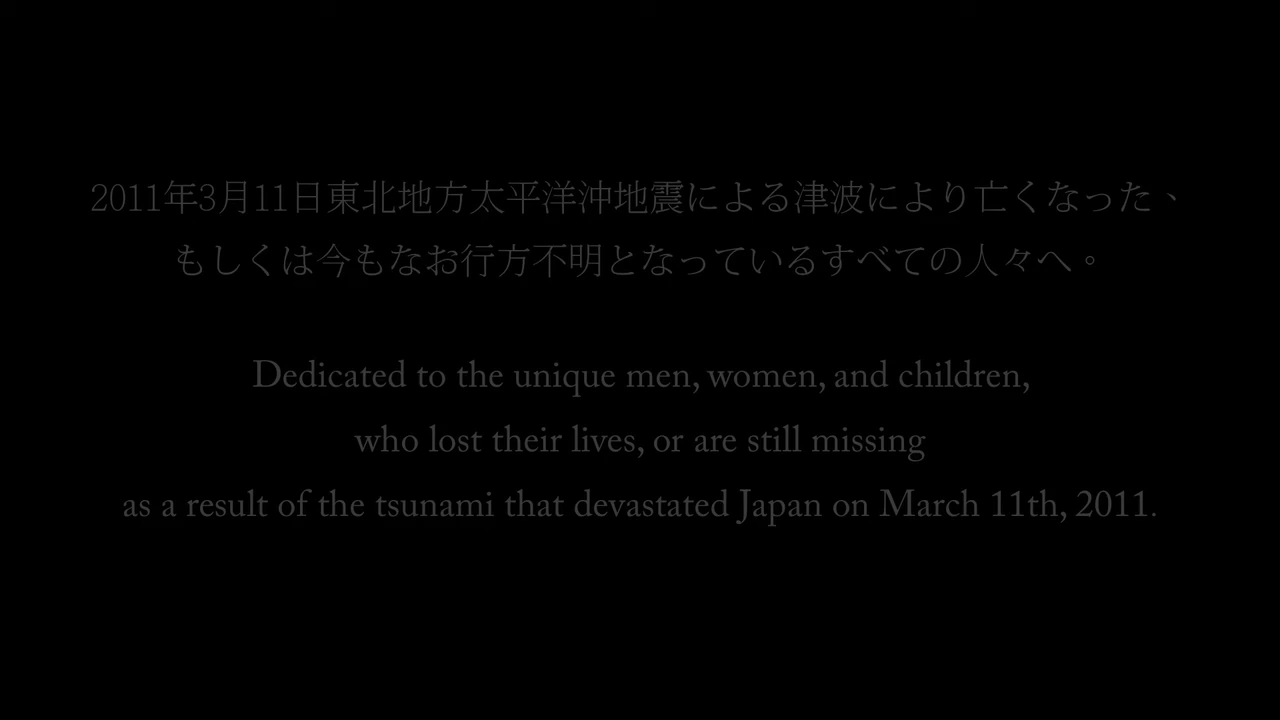 2011年3月11日東北地方太平洋沖地震による津波により亡くなった、
もしくは今もなお行方不明となっているすべての人々へ。
Dedicated to the unique men, women, and children,
who lost their lives, or are still missing
as a result of the tsunami that devastated Japan on March 11th, 2011.